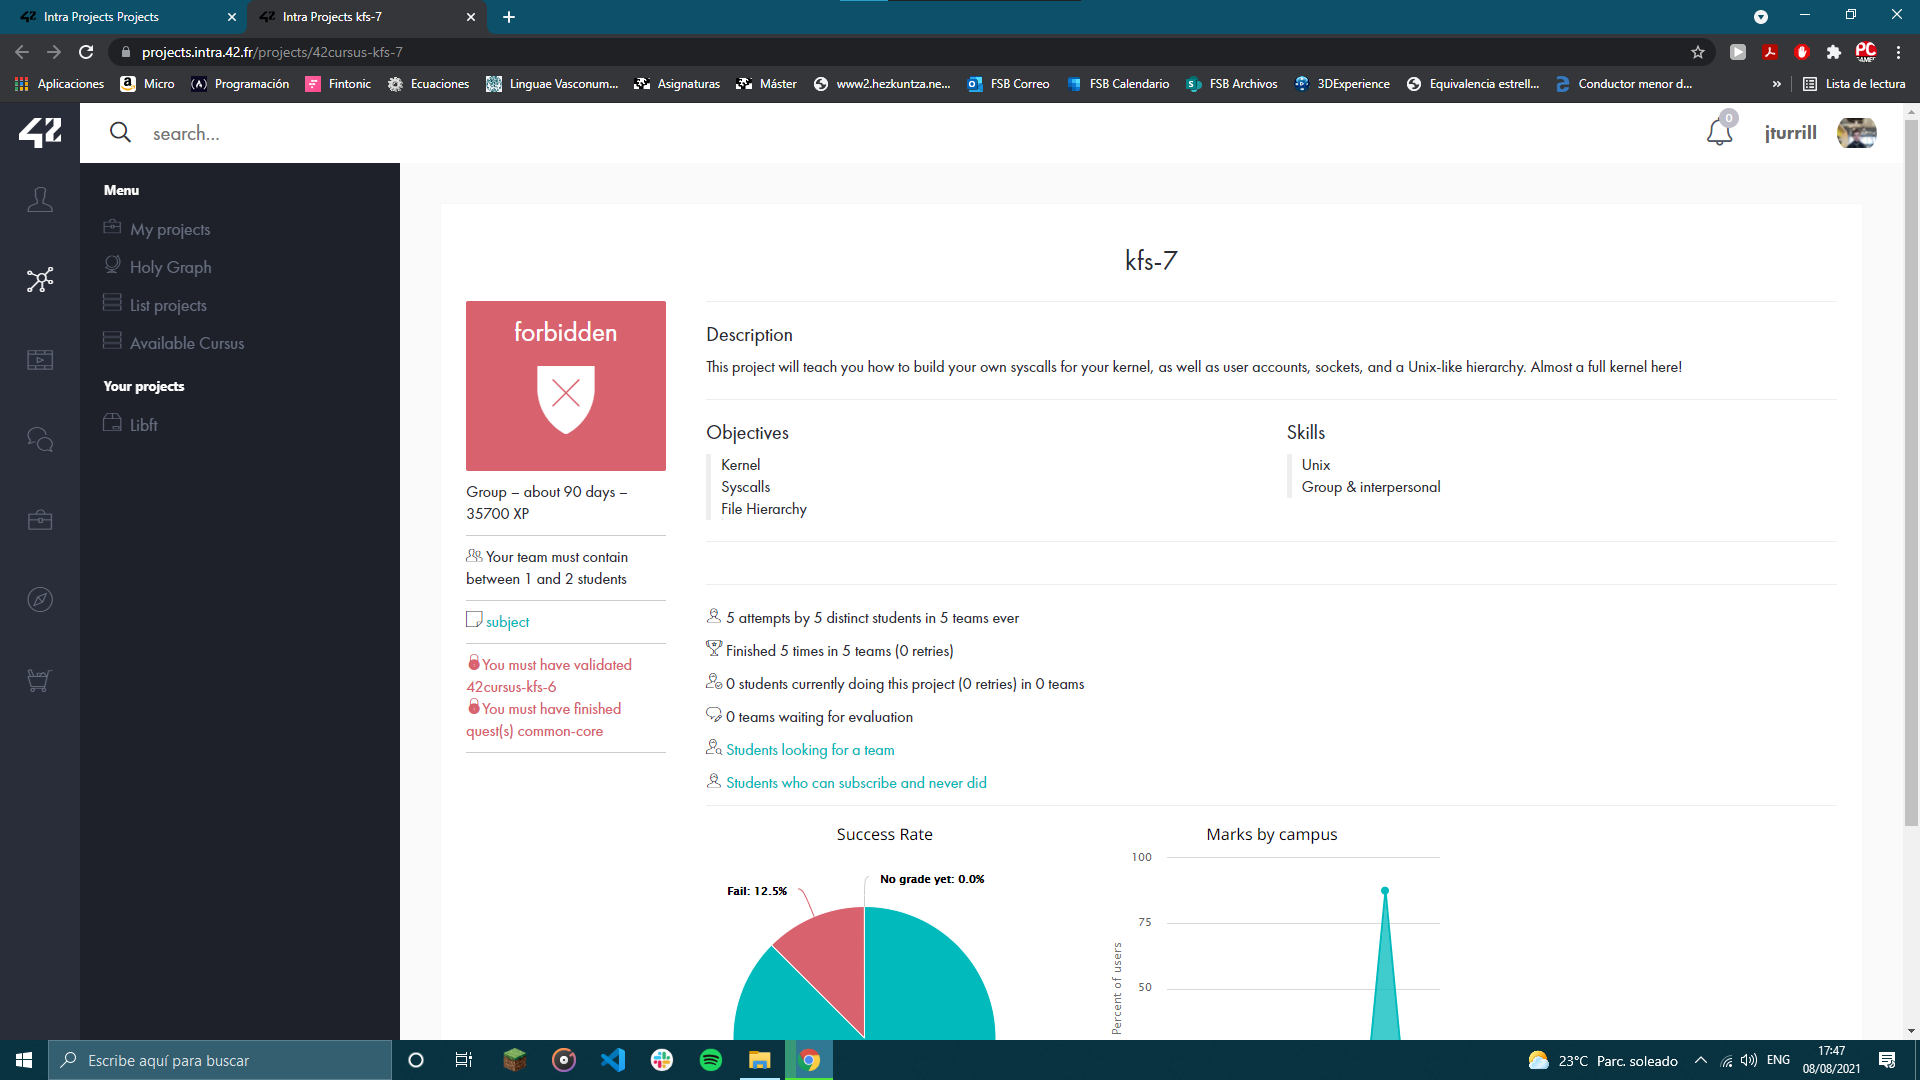 Intra Projects Projects
Intra Projects kfs-7
projects.intra.42.fr/projects/42cursus-kfs-7
Aplicaciones
Micro
Programación
Fintonic
Ecuaciones
Linguae Vasconum...
Asignaturas
Máster
www2.hezkuntza.ne...
FSB Correo
FSB Calendario
FSB Archivos
3DExperience
Equivalencia estrell...
Conductor menor d...
»
Lista de lectura
42
search...
0
jturrill
Menu
My projects
Holy Graph
List projects
Available Cursus
Your projects
Libft
kfs-7
forbidden
Group – about 90 days –
35700 XP
Your team must contain
between 1 and 2 students
subject
You must have validated
42cursus-kfs-6
You must have finished
quest(s) common-core
Description
This project will teach you how to build your own syscalls for your kernel, as well as user accounts, sockets, and a Unix-like hierarchy. Almost a full kernel here!
Objectives
Kernel
Syscalls
File Hierarchy
Skills
Unix
Group & interpersonal
5 attempts by 5 distinct students in 5 teams ever
Finished 5 times in 5 teams (0 retries)
0 students currently doing this project (0 retries) in 0 teams
0 teams waiting for evaluation
Students looking for a team
Students who can subscribe and never did
Success Rate
No grade yet: 0.0%
Fail: 12.5%
Marks by campus
100
75
50
Percent of users
Escribe aquí para buscar
23°C Parc. soleado
ENG
17:47
08/08/2021